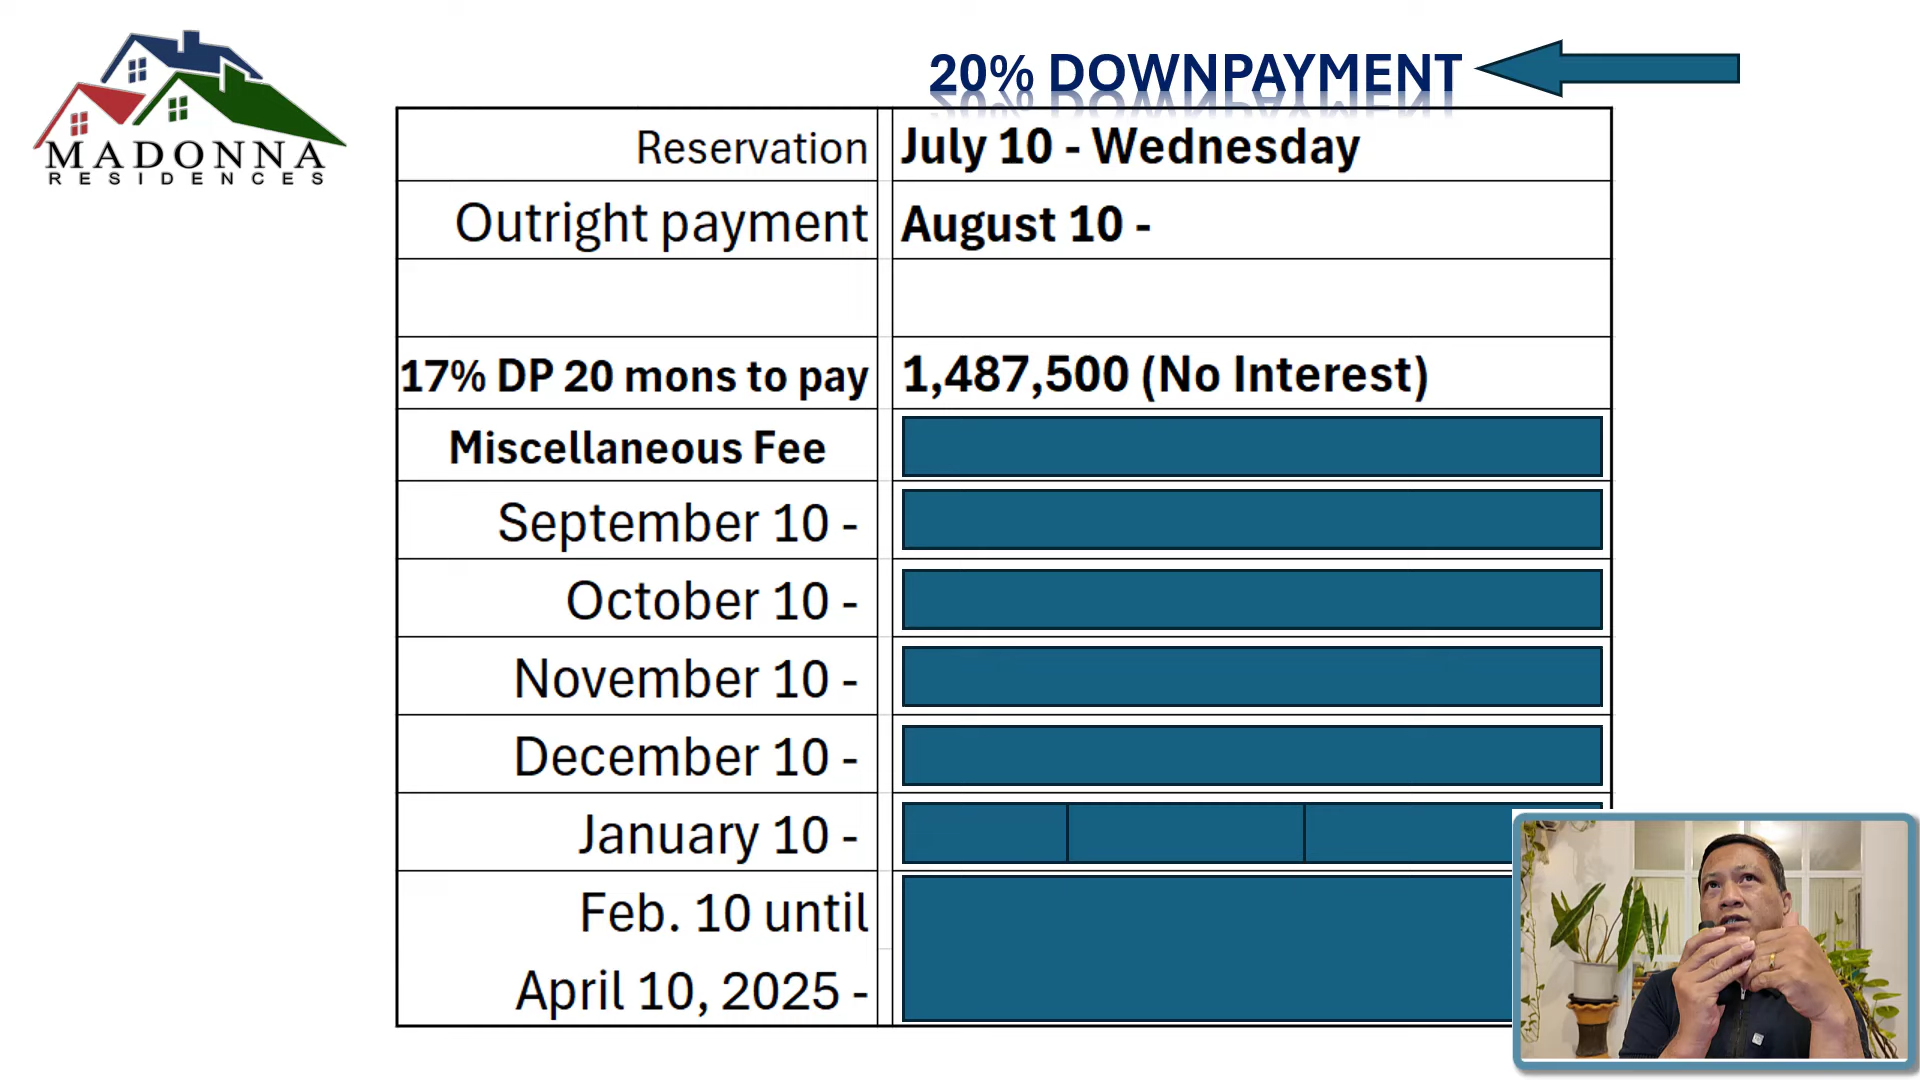 MADONNA
RESIDENCES
20% DOWNPAYMENT
Reservation July 10 - Wednesday
Outright payment August 10 -
17% DP 20 mons to pay 1,487,500 (No Interest)
Miscellaneous Fee
September 10 -
October 10 -
November 10 -
December 10 -
January 10 -
Feb. 10 until
April 10, 2025 -